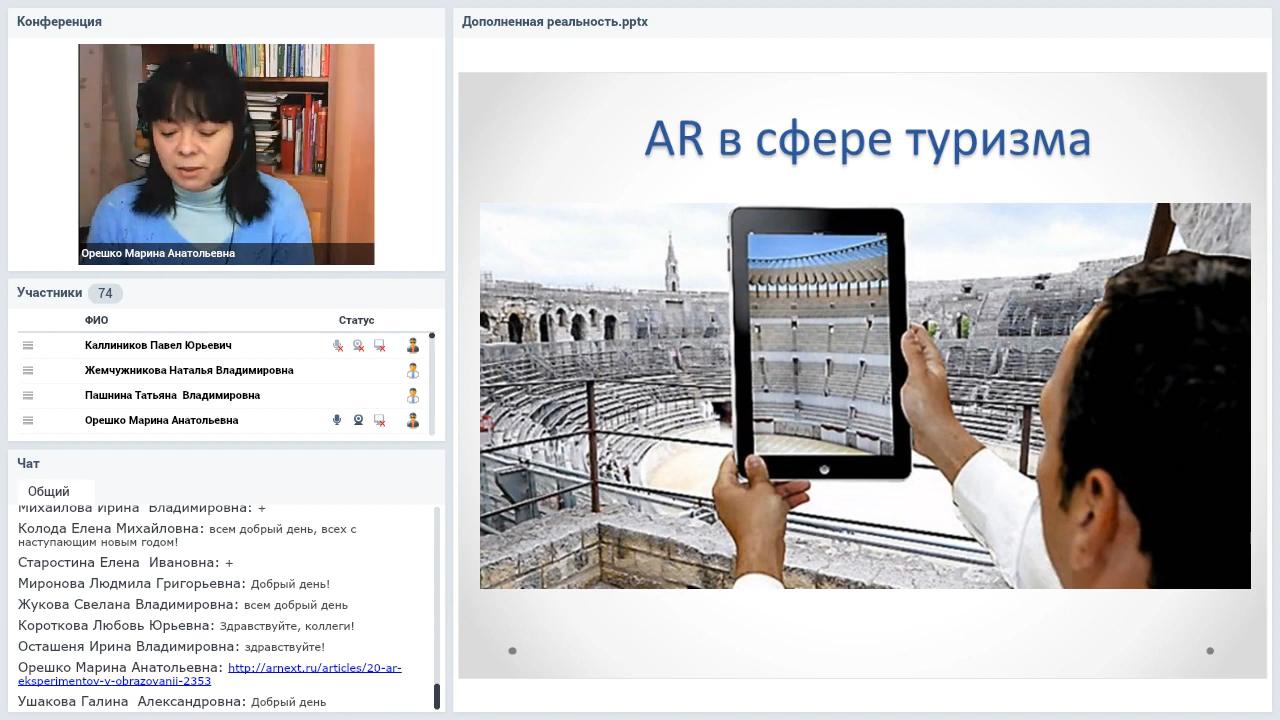 Конференция
Орешко Марина Анатольевна
Участники 74
ФИО Статус
Каллиников Павел Юрьевич
Жемчужникова Наталья Владимировна
Пашнина Татьяна Владимировна
Орешко Марина Анатольевна
Чат
Общий
Михайлова Ирина Владимировна: +
Колода Елена Михайловна: всем добрый день, всех с
наступающим новым годом!
Старостина Елена Ивановна: +
Миронова Людмила Григорьевна: Добрый день!
Жукова Свелана Владимировна: всем добрый день
Короткова Любовь Юрьевна: Здравствуйте, коллеги!
Осташеня Ирина Владимировна: здравствуйте!
Орешко Марина Анатольевна: http://arnext.ru/articles/20-ar-
eksperimentov-v-obrazovanii-2353
Ушакова Галина Александровна: Добрый день
Дополненная реальность.pptx
AR в сфере туризма